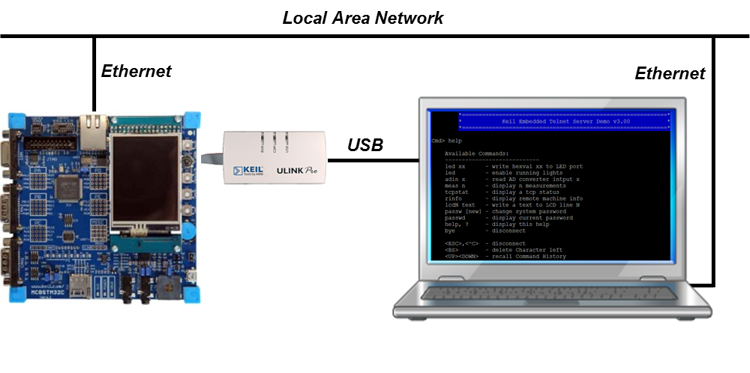 Local Area Network
Ethernet
Ethernet
USB
KEIL
ULINK Pro
MCBSTM32C
Keil Embedded Telnet Server Demo v3.00
Cmd> help
Available Commands:
---------------------------
led xx - write hexval xx to LED port
led - enable running lights
adin x - read AD converter intput x
meas n - display n measurements
tcpstat - display a tcp status
rinfo - display remote machine info
lcdN text - write a text to LCD line N
passw [new] - change system password
passwd - display current password
help, ? - display this help
bye - disconnect
<ESC>,<^C> - disconnect
<BS> - delete Character left
<UP><DOWN> - recall Command History